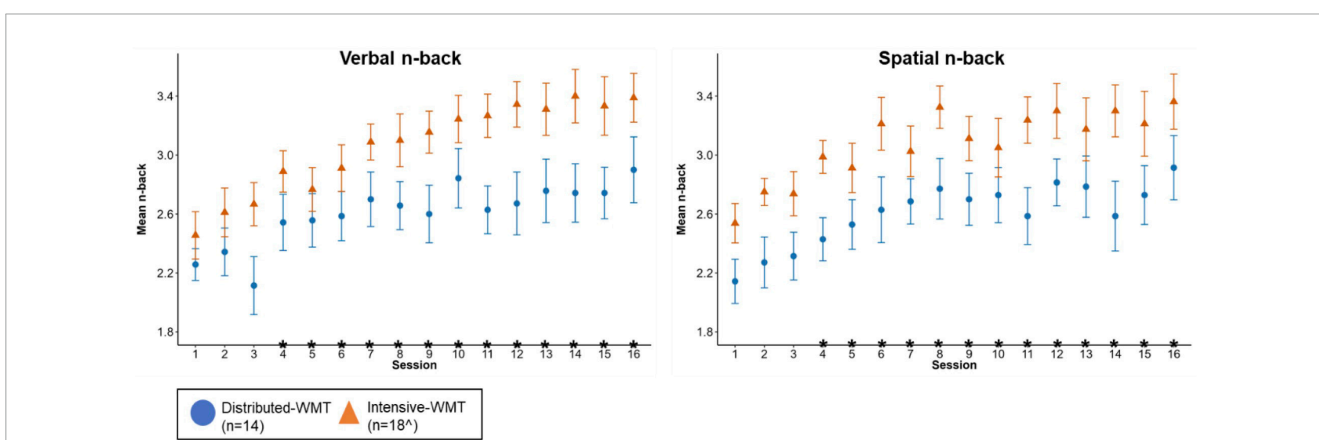 Verbal n-back
Mean n-back
3.4
3.0
2.6
2.2
1.8
* * * * * * * * * * * * *
1 2 3 4 5 6 7 8 9 10 11 12 13 14 15 16
Session
Spatial n-back
Mean n-back
3.4
3.0
2.6
2.2
1.8
* * * * * * * * * * * * *
1 2 3 4 5 6 7 8 9 10 11 12 13 14 15 16
Session
Distributed-WMT
(n=14)
Intensive-WMT
(n=18^)